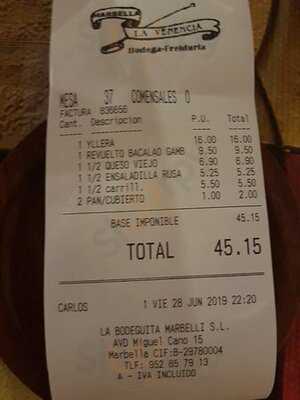 MARBELLA
LA VENENCIA
Bodega-Freiduría
MESA 37 COMENSALES 0
FACTURA 836656
Cant. Descripcion P.U. Total
1 YLLERA 16.00 16.00
1 REVUELTO BACALAO GAMB 9.50 9.50
1 1/2 QUESO VIEJO 6.90 6.90
1 1/2 ENSALADILLA RUSA 5.25 5.25
1 1/2 carrill. 5.50 5.50
2 PAN/CUBIERTO 1.00 2.00
BASE IMPONIBLE 45.15
TOTAL 45.15
CARLOS 1 VIE 28 JUN 2019 22:20
LA BODEGUITA MARBELLI S.L.
AVD Miguel Cano 15
Marbella CIF:B-29780004
TLF: 952 85 79 13
A - IVA INCLUIDO